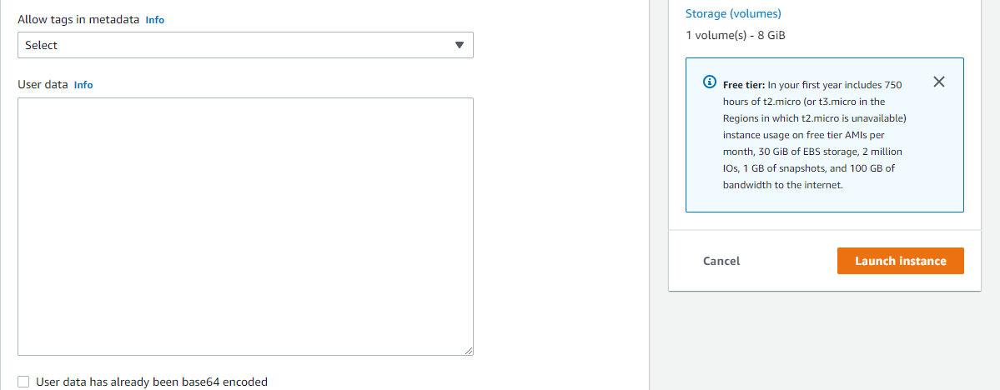 Allow tags in metadata Info
Select
User data Info
User data has already been base64 encoded
Storage (volumes)
1 volume(s) - 8 GiB
Free tier: In your first year includes 750
hours of t2.micro (or t3.micro in the
Regions in which t2.micro is unavailable)
instance usage on free tier AMIs per
month, 30 GiB of EBS storage, 2 million
IOs, 1 GB of snapshots, and 100 GB of
bandwidth to the internet.
Cancel
Launch instance